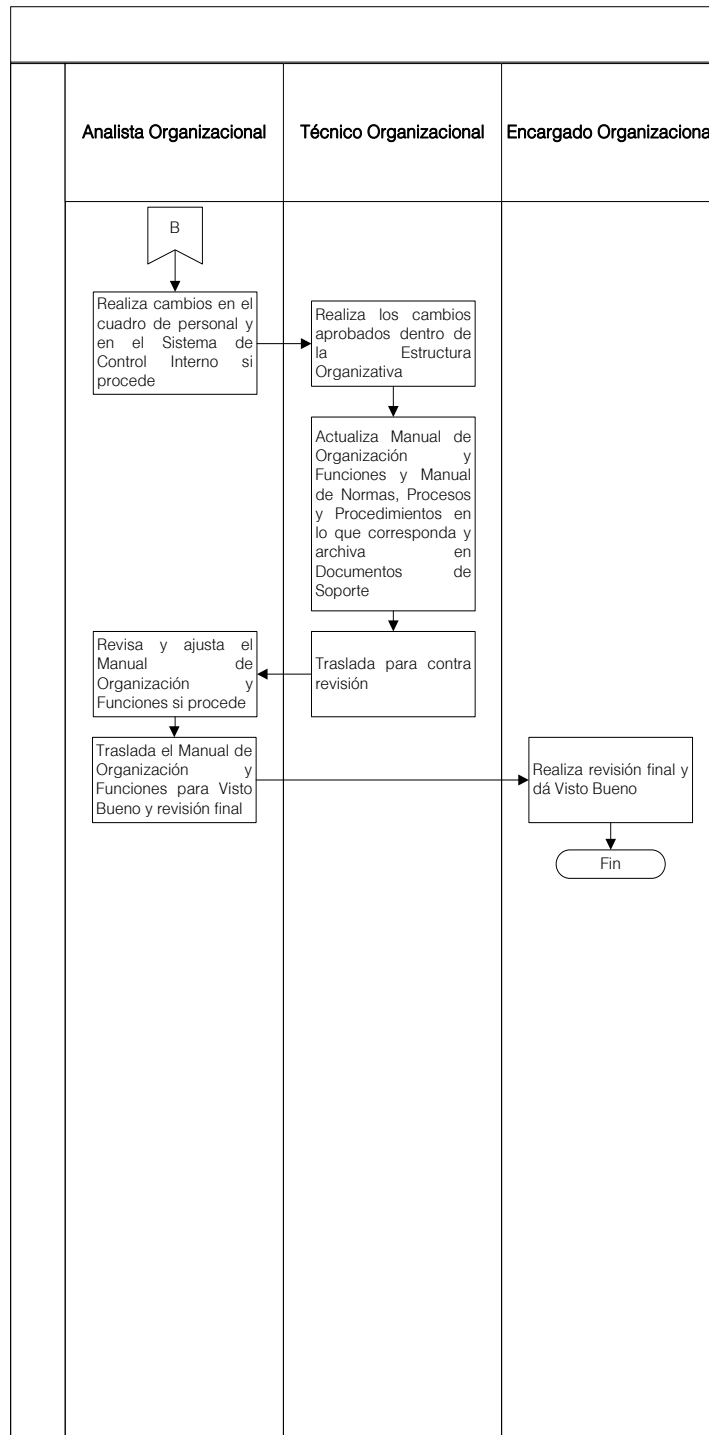 Analista Organizacional
Técnico Organizacional
Encargado Organizaciona
B
Realiza cambios en el
cuadro de personal y
en el Sistema de
Control Interno si
procede
Realiza los cambios
aprobados dentro de
la Estructura
Organizativa
Actualiza Manual de
Organización y
Funciones y Manual
de Normas, Procesos
y Procedimientos en
lo que corresponda y
archiva en
Documentos de
Soporte
Traslada para contra
revisión
Revisa y ajusta el
Manual de
Organización y
Funciones si procede
Traslada el Manual de
Organización y
Funciones para Visto
Bueno y revisión final
Realiza revisión final y
dá Visto Bueno
Fin